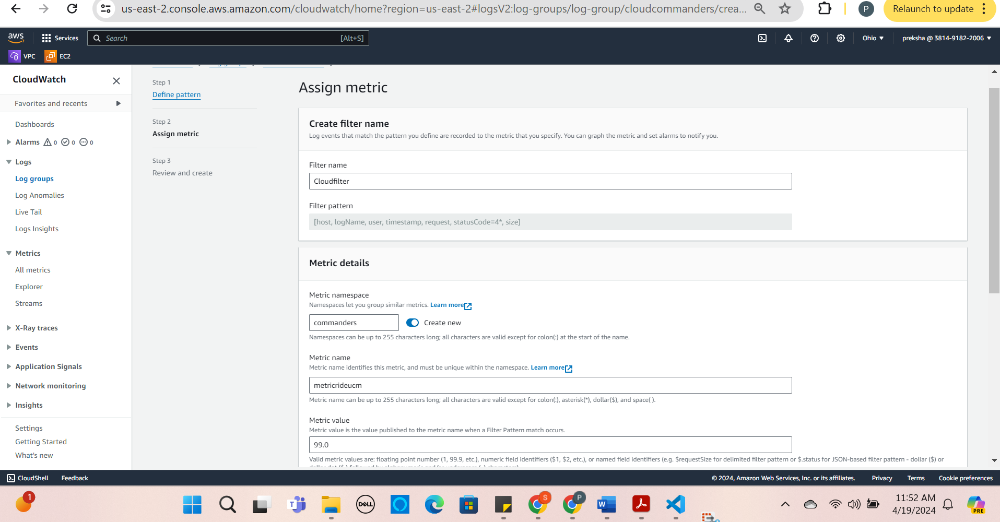 us-east-2.console.aws.amazon.com/cloudwatch/home?region=us-east-2#logsV2:log-groups/log-group/cloudcommanders/crea...
P
Relaunch to update
aws
Services
Search
[Alt+S]
Ohio
preksha @ 3814-9182-2006
VPC
EC2
CloudWatch
Favorites and recents
Dashboards
Alarms 0 0 0
Logs
Log groups
Log Anomalies
Live Tail
Logs Insights
Metrics
All metrics
Explorer
Streams
X-Ray traces
Events
Application Signals
Network monitoring
Insights
Settings
Getting Started
What's new
Step 1
Define pattern
Step 2
Assign metric
Step 3
Review and create
Assign metric
Create filter name
Log events that match the pattern you define are recorded to the metric that you specify. You can graph the metric and set alarms to notify you.
Filter name
Cloudfilter
Filter pattern
[host, logName, user, timestamp, request, statusCode=4*, size]
Metric details
Metric namespace
Namespaces let you group similar metrics. Learn more
commanders
Create new
Namespaces can be up to 255 characters long; all characters are valid except for colon(:) at the start of the name.
Metric name
Metric name identifies this metric, and must be unique within the namespace. Learn more
metricrideucm
Metric name can be up to 255 characters long; all characters are valid except for colon(:), asterisk(*), dollar($), and space( ).
Metric value
Metric value is the value published to the metric name when a Filter Pattern match occurs.
99.0
Valid metric values are: floating point number (1, 99.9, etc.), numeric field identifiers ($1, $2, etc.), or named field identifiers (e.g. $requestSize for delimited filter pattern or $.status for JSON-based filter pattern - dollar ($) or
CloudShell
Feedback
© 2024, Amazon Web Services, Inc. or its affiliates.
Privacy
Terms
Cookie preferences
1
T
DELL
S
P
W
11:52 AM
4/19/2024
PRE